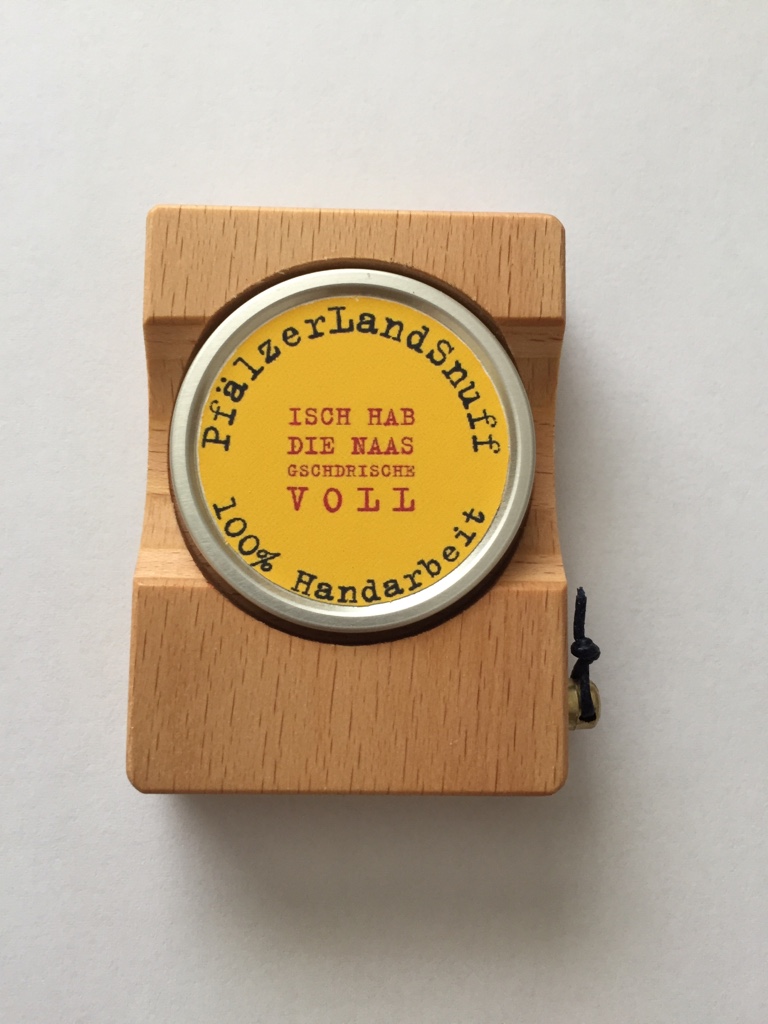 PfälzerLandSnuff
ISCH HAB
DIE NAAS
GSCHDRISCHE
VOLL
100% Handarbeit